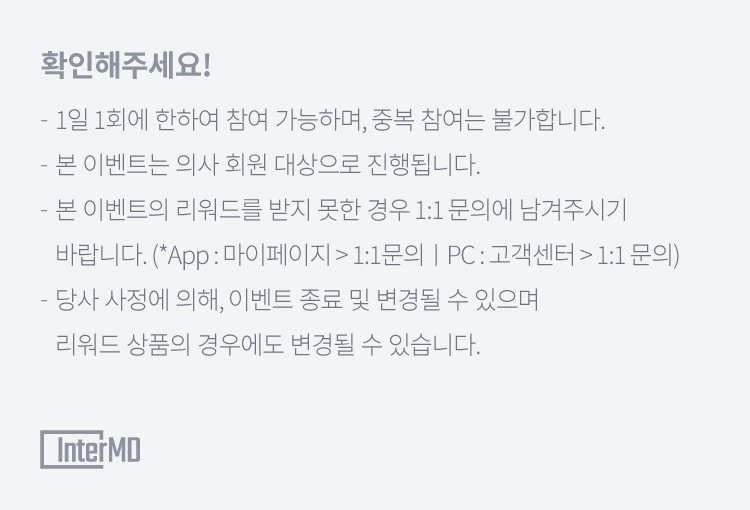 확인해주세요!
- 1일 1회에 한하여 참여 가능하며, 중복 참여는 불가합니다.
- 본 이벤트는 의사 회원 대상으로 진행됩니다.
- 본 이벤트의 리워드를 받지 못한 경우 1:1 문의에 남겨주시기
바랍니다. (*App : 마이페이지 > 1:1문의 ㅣ PC : 고객센터 > 1:1 문의)
- 당사 사정에 의해, 이벤트 종료 및 변경될 수 있으며
리워드 상품의 경우에도 변경될 수 있습니다.
InterMD